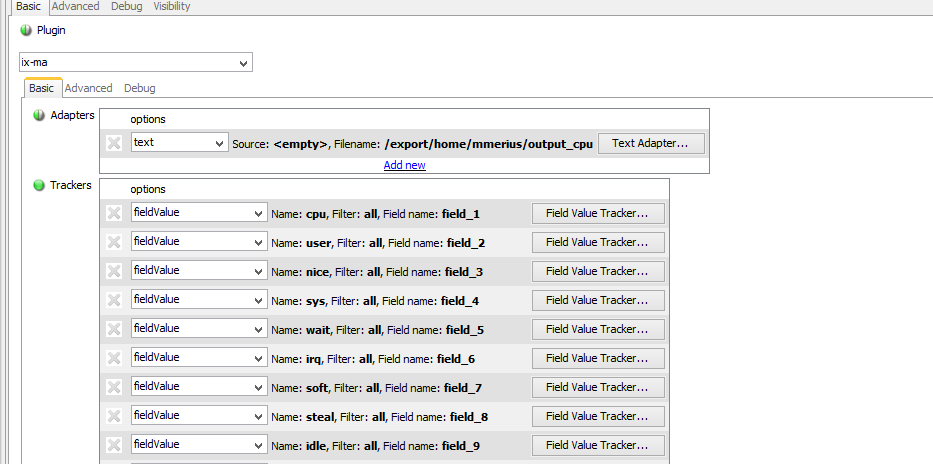 Basic Advanced Debug Visibility
Plugin
ix-ma
Basic Advanced Debug
Adapters options
text Source: <empty>, Filename: /export/home/mmerius/output_cpu Text Adapter...
Add new
Trackers options
fieldValue Name: cpu, Filter: all, Field name: field_1 Field Value Tracker...
fieldValue Name: user, Filter: all, Field name: field_2 Field Value Tracker...
fieldValue Name: nice, Filter: all, Field name: field_3 Field Value Tracker...
fieldValue Name: sys, Filter: all, Field name: field_4 Field Value Tracker...
fieldValue Name: wait, Filter: all, Field name: field_5 Field Value Tracker...
fieldValue Name: irq, Filter: all, Field name: field_6 Field Value Tracker...
fieldValue Name: soft, Filter: all, Field name: field_7 Field Value Tracker...
fieldValue Name: steal, Filter: all, Field name: field_8 Field Value Tracker...
fieldValue Name: idle, Filter: all, Field name: field_9 Field Value Tracker...